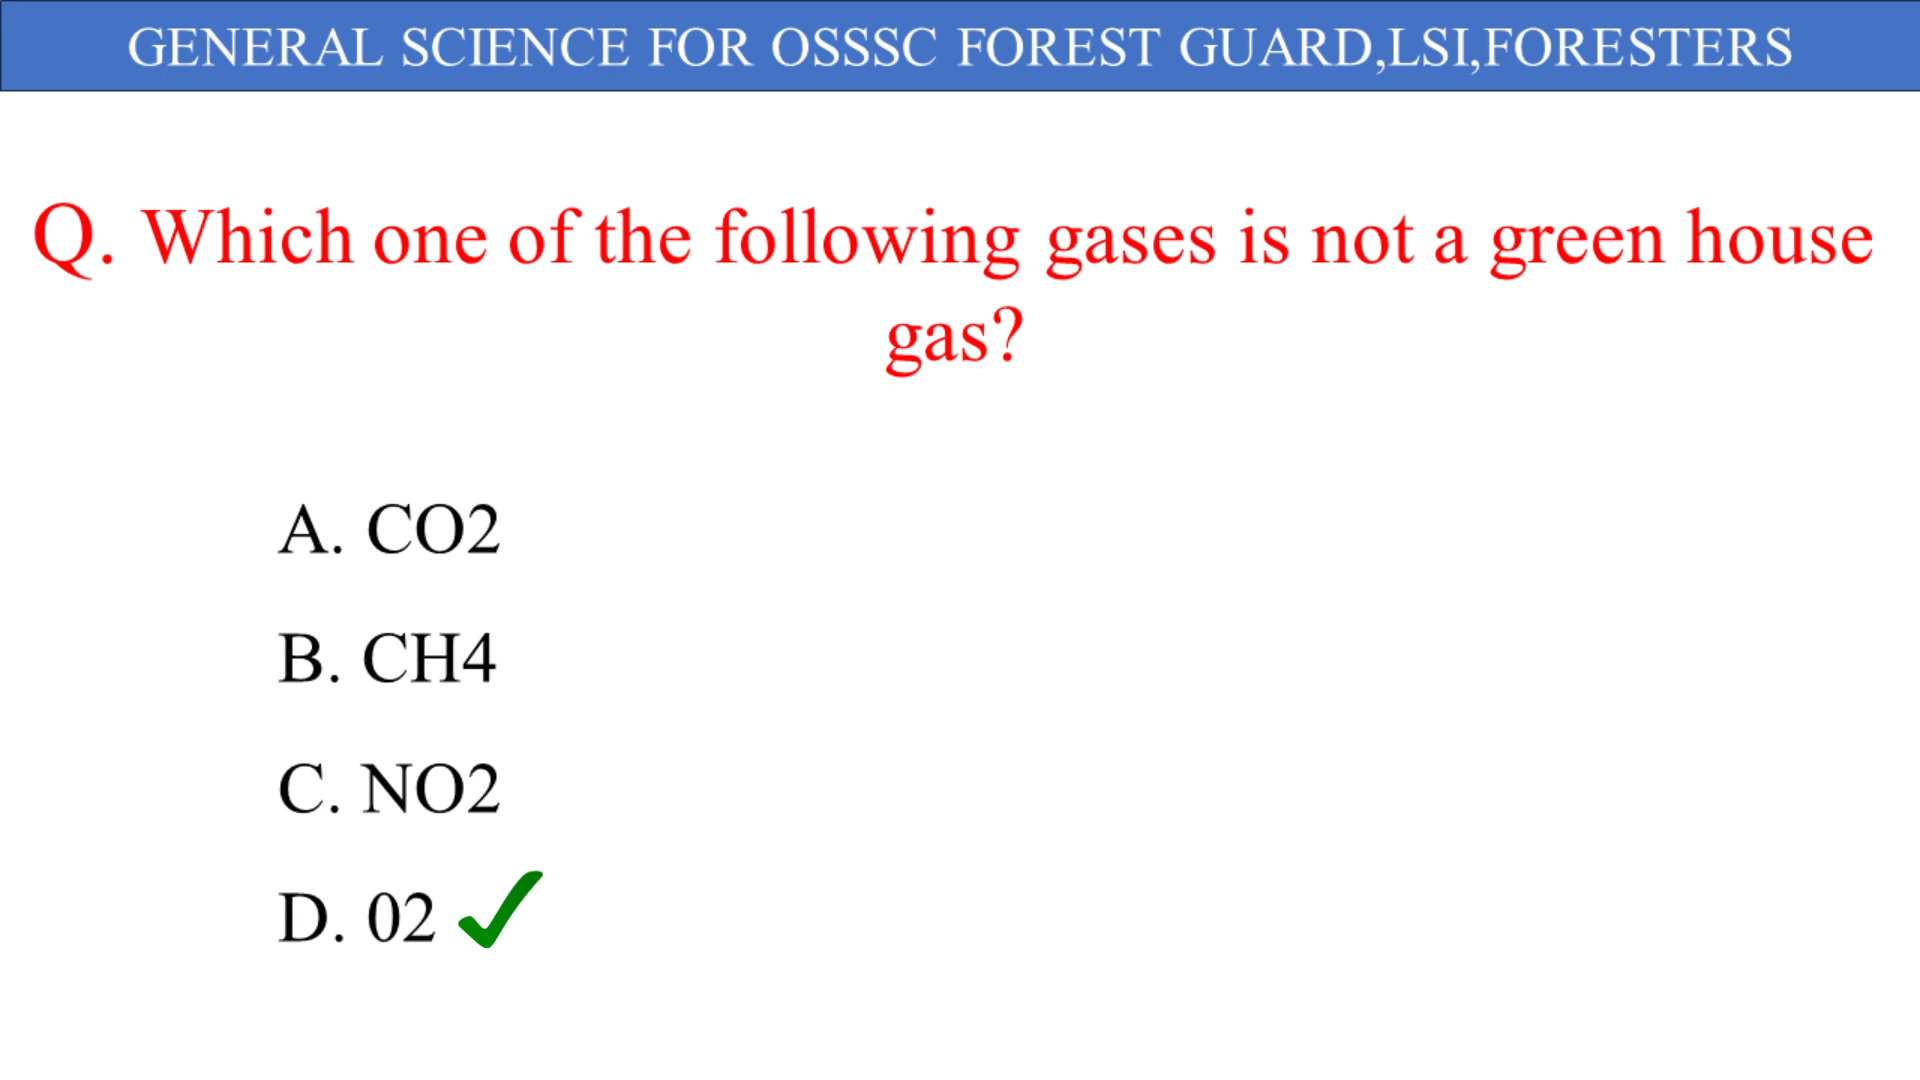 GENERAL SCIENCE FOR OSSSC FOREST GUARD,LSI,FORESTERS
Q. Which one of the following gases is not a green house
gas?
A. CO2
B. CH4
C. NO2
D. 02